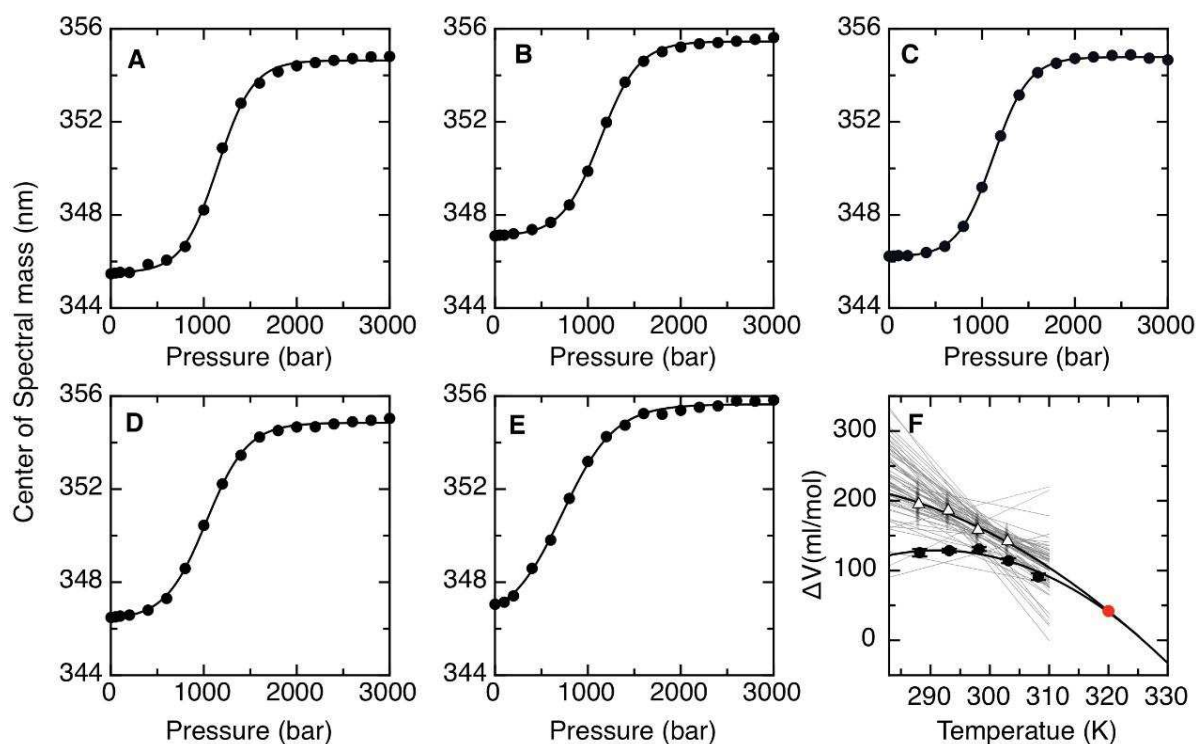 A
B
C
356
352
348
344
0 1000 2000 3000
Pressure (bar)
356
352
348
344
0 1000 2000 3000
Pressure (bar)
356
352
348
344
0 1000 2000 3000
Pressure (bar)
Center of Spectral mass (nm)
D
E
F
356
352
348
344
0 1000 2000 3000
Pressure (bar)
356
352
348
344
0 1000 2000 3000
Pressure (bar)
ΔV(ml/mol)
300
200
100
0
290 300 310 320 330
Temperatue (K)